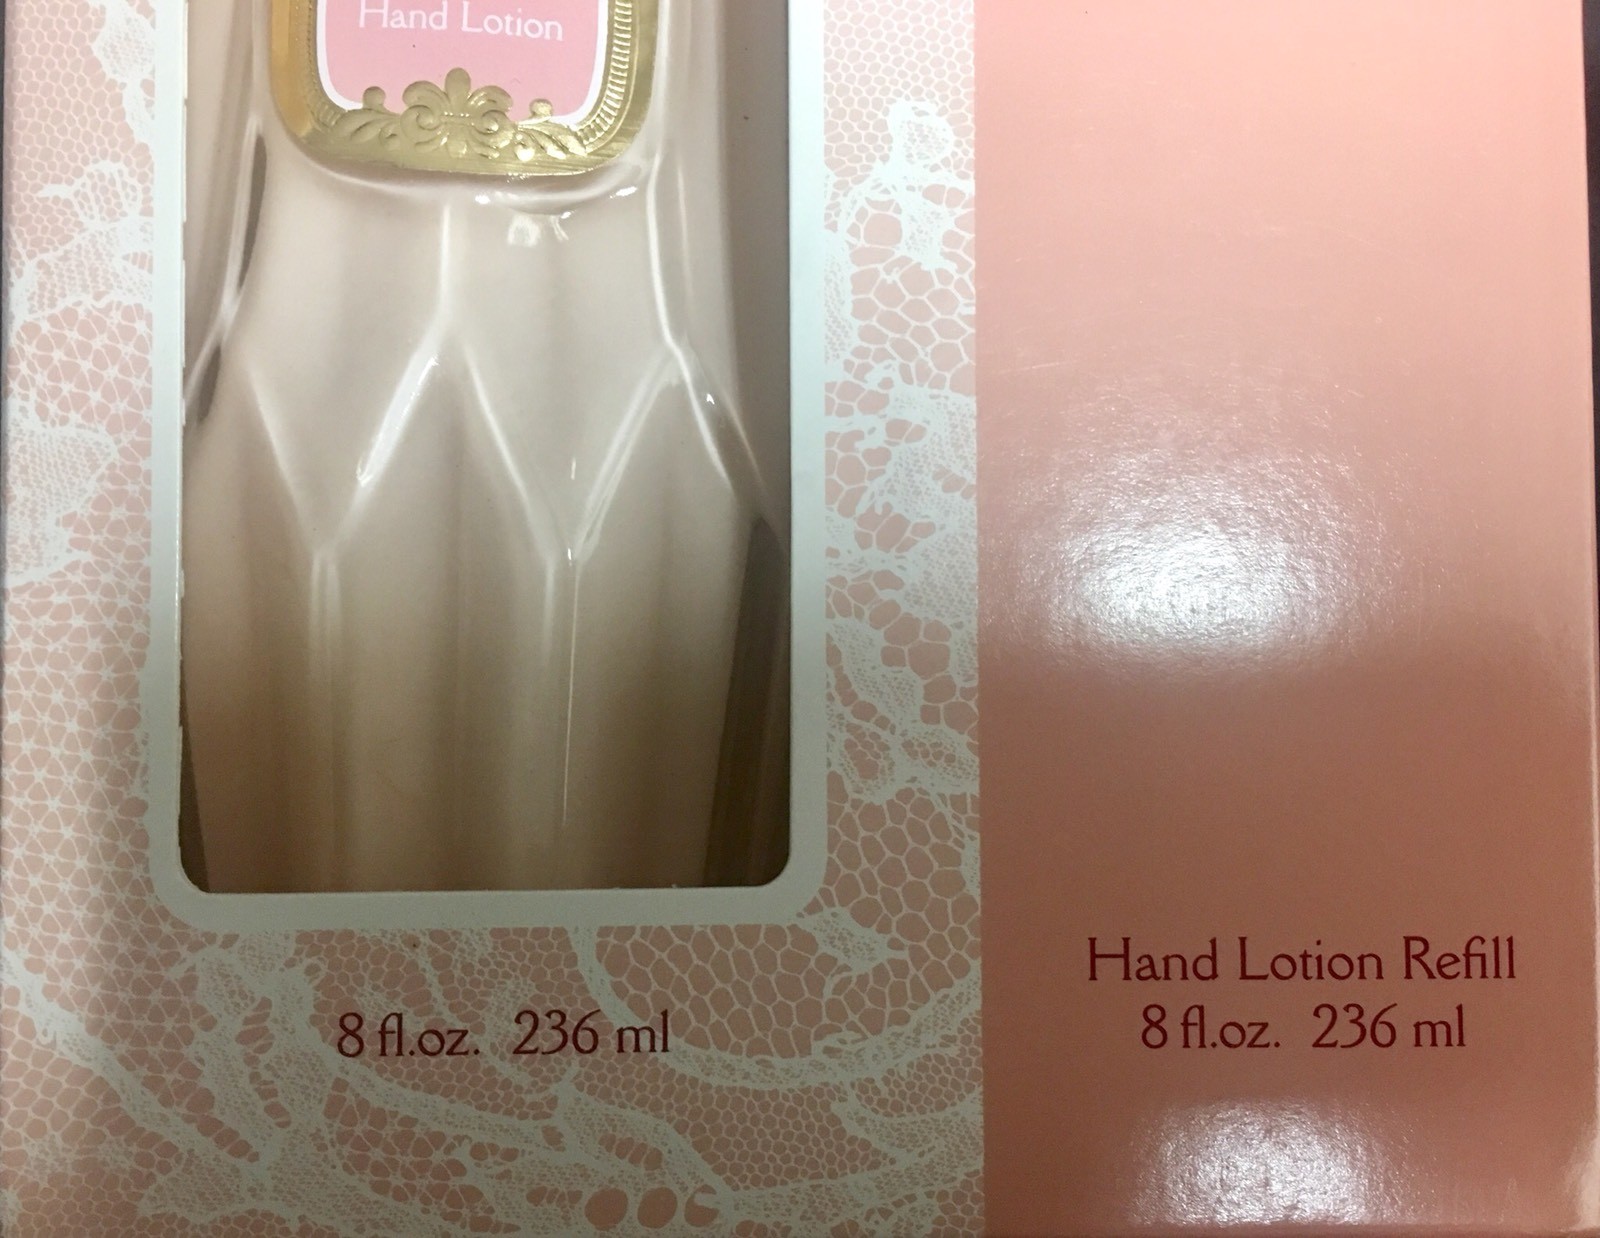 Hand Lotion
8 fl.oz. 236 ml
Hand Lotion Refill
8 fl.oz. 236 ml